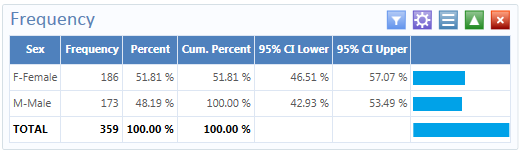 Frequency
Sex Frequency Percent Cum. Percent 95% CI Lower 95% CI Upper
F-Female 186 51.81 % 51.81 % 46.51 % 57.07 %
M-Male 173 48.19 % 100.00 % 42.93 % 53.49 %
TOTAL 359 100.00 % 100.00 %